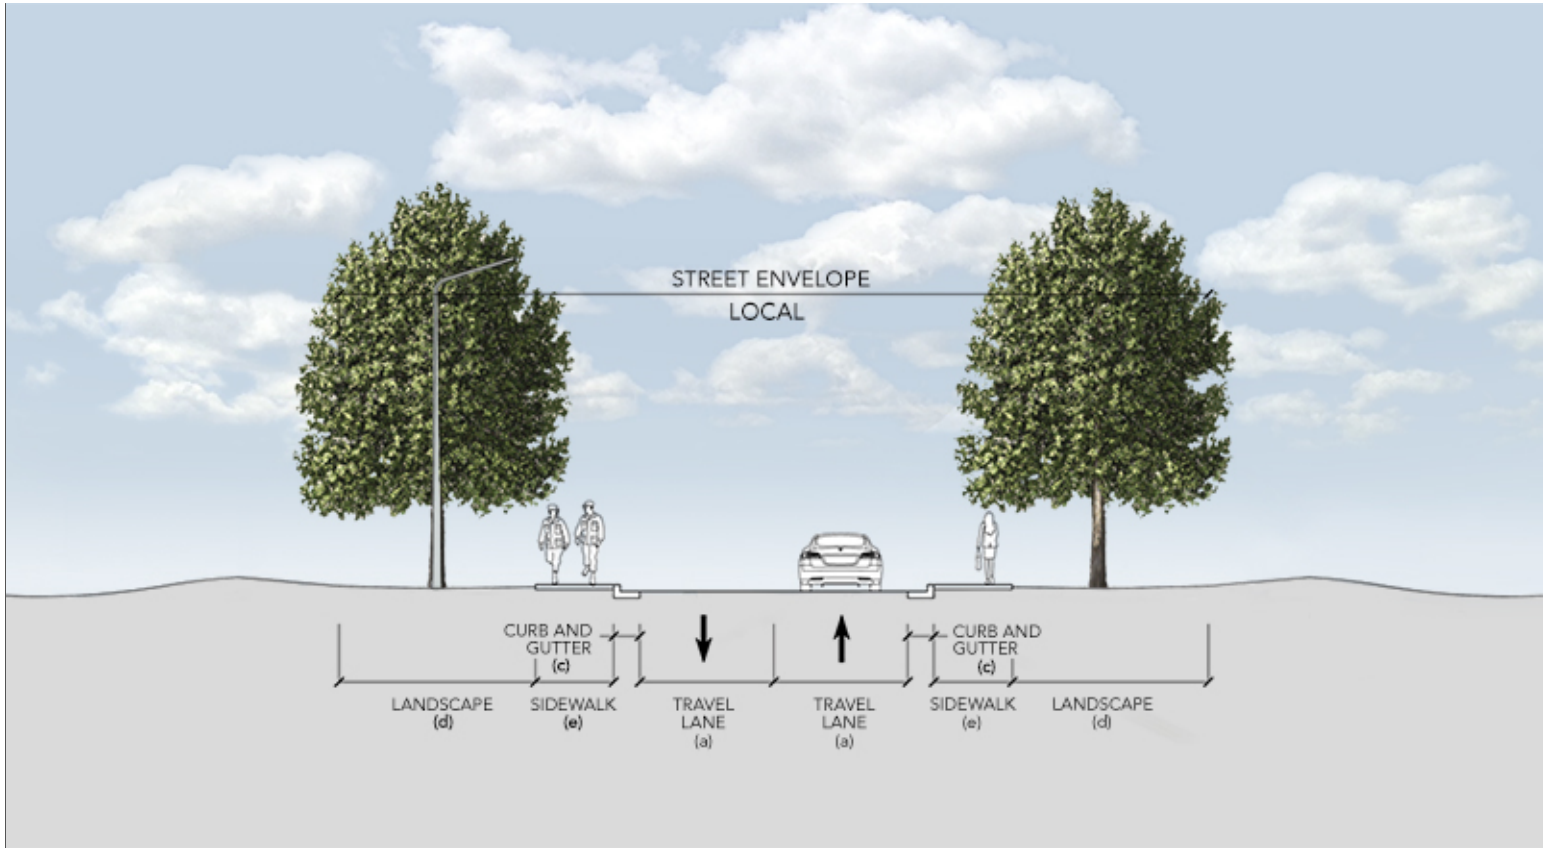 STREET ENVELOPE
LOCAL
CURB AND
GUTTER
(c)
CURB AND
GUTTER
(c)
LANDSCAPE
(d)
SIDEWALK
(e)
TRAVEL
LANE
(a)
TRAVEL
LANE
(a)
SIDEWALK
(e)
LANDSCAPE
(d)